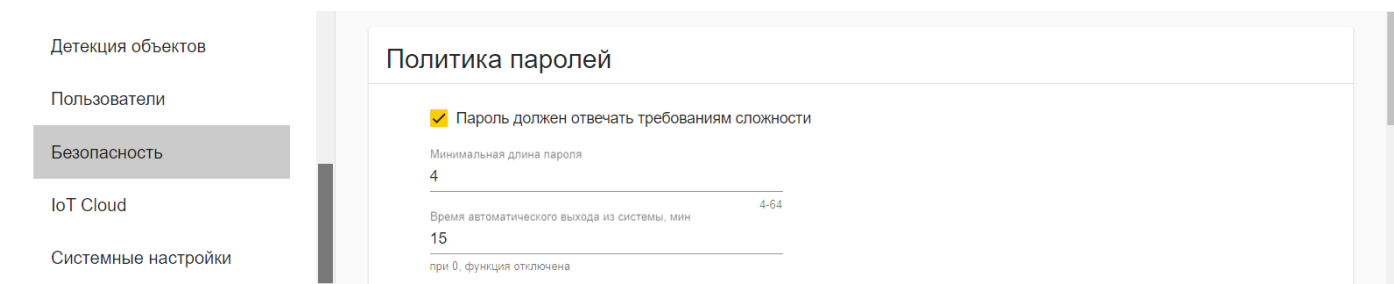 Детекция объектов
Пользователи
Безопасность
IoT Cloud
Системные настройки
Политика паролей
Пароль должен отвечать требованиям сложности
Минимальная длина пароля
4
4-64
Время автоматического выхода из системы, мин
15
при 0, функция отключена